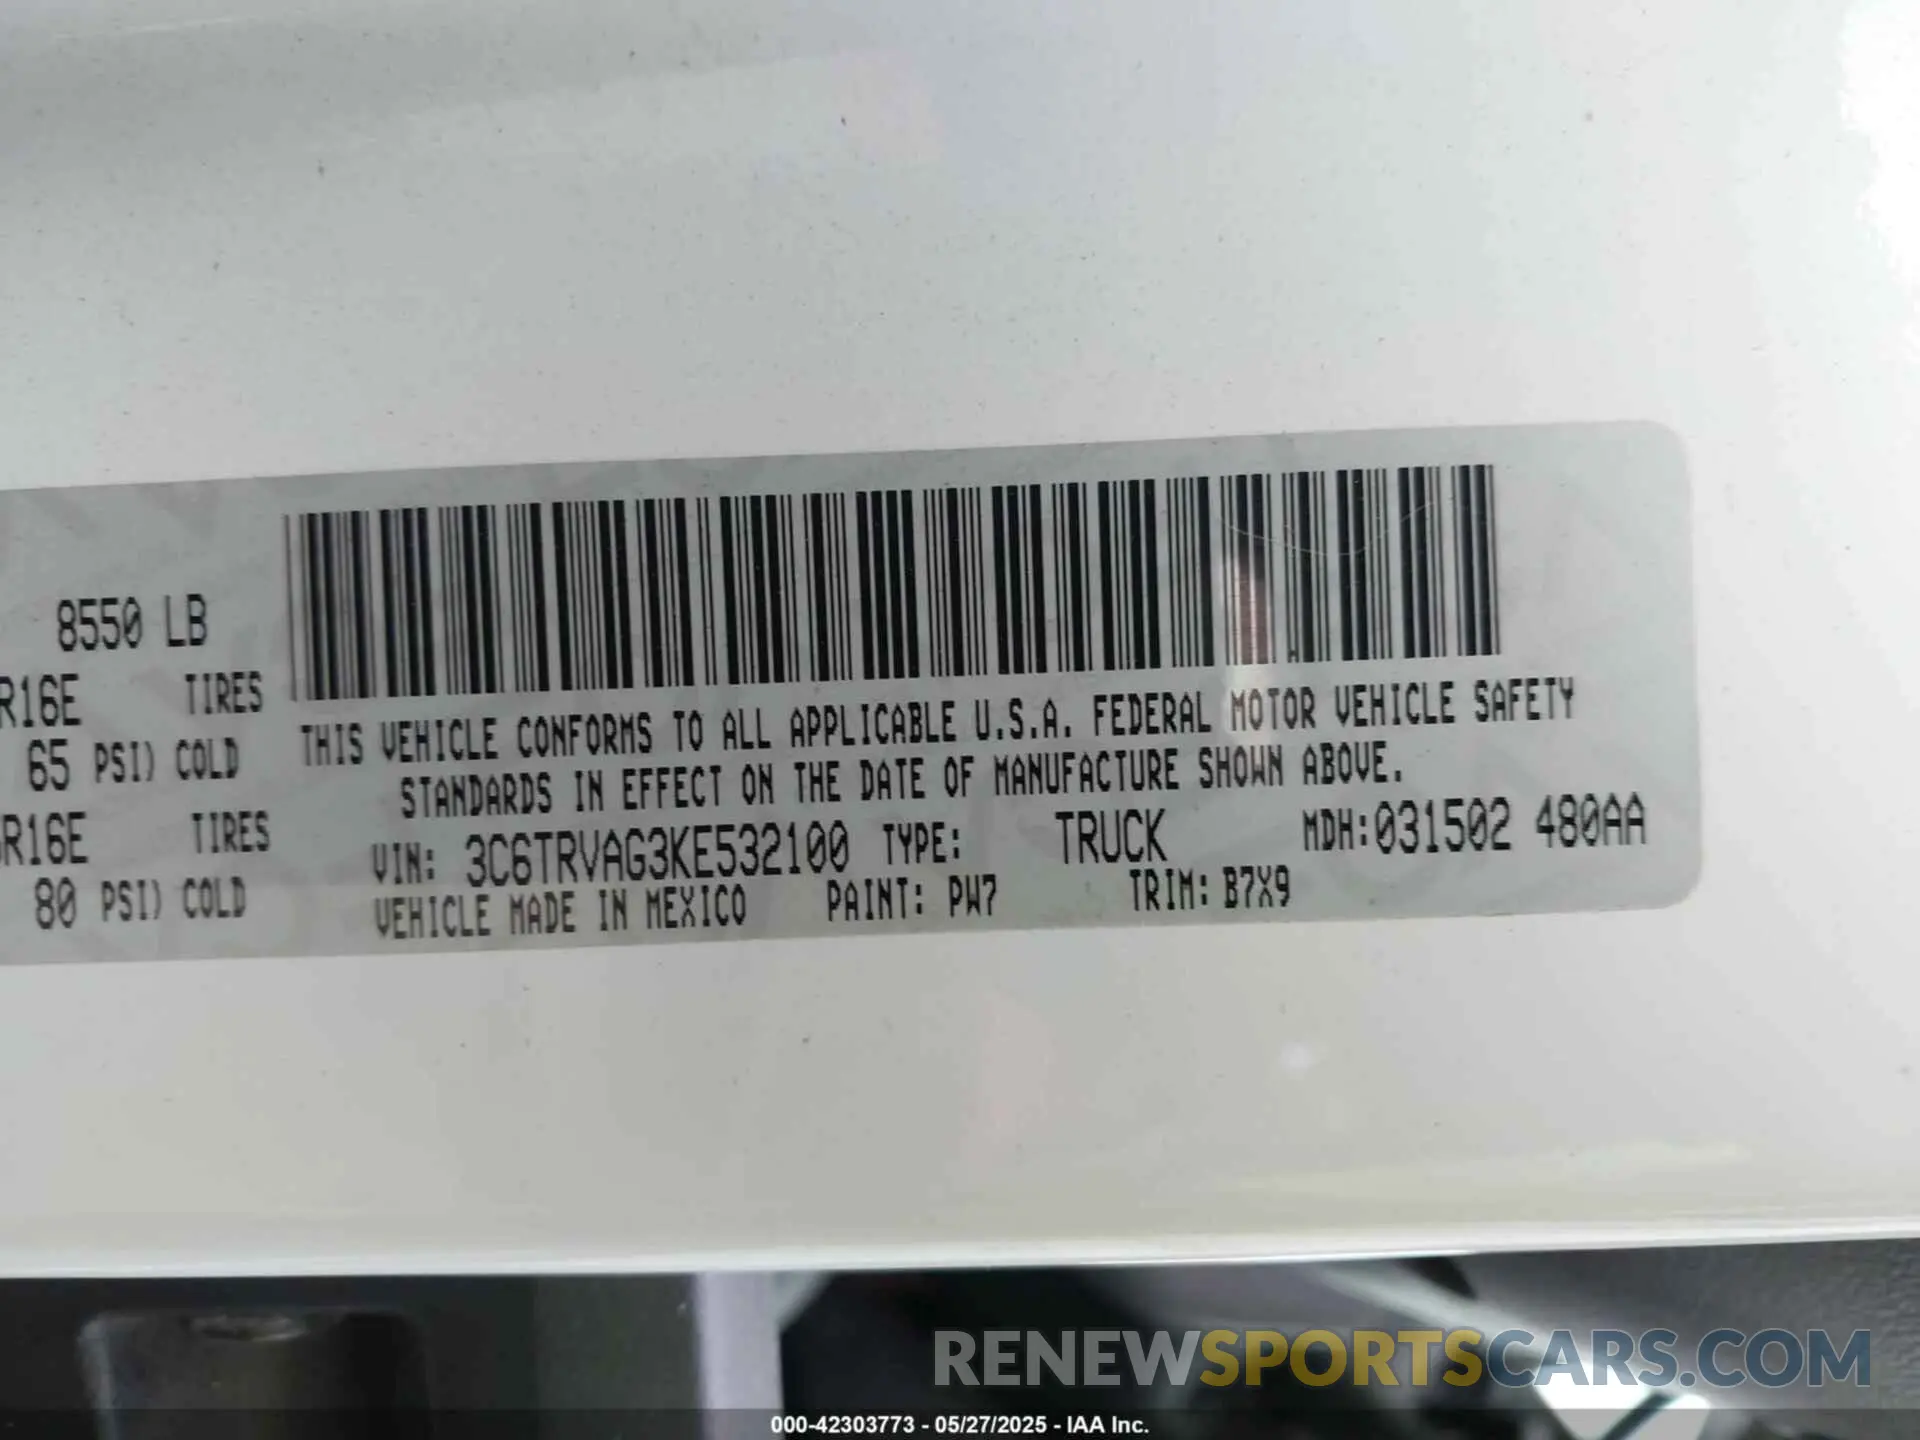 8550 LB
R16E TIRES
65 PSI) COLD
R16E TIRES
80 PSI) COLD
THIS VEHICLE CONFORMS TO ALL APPLICABLE U.S.A. FEDERAL MOTOR VEHICLE SAFETY
STANDARDS IN EFFECT ON THE DATE OF MANUFACTURE SHOWN ABOVE.
VIN: 3C6TRVAG3KE532100 TYPE: TRUCK MDH:031502 480AA
VEHICLE MADE IN MEXICO PAINT: PW7 TRIM: B7X9
RENEWSPORTSCARS.COM
000-42303773 - 05/27/2025 - IAA Inc.